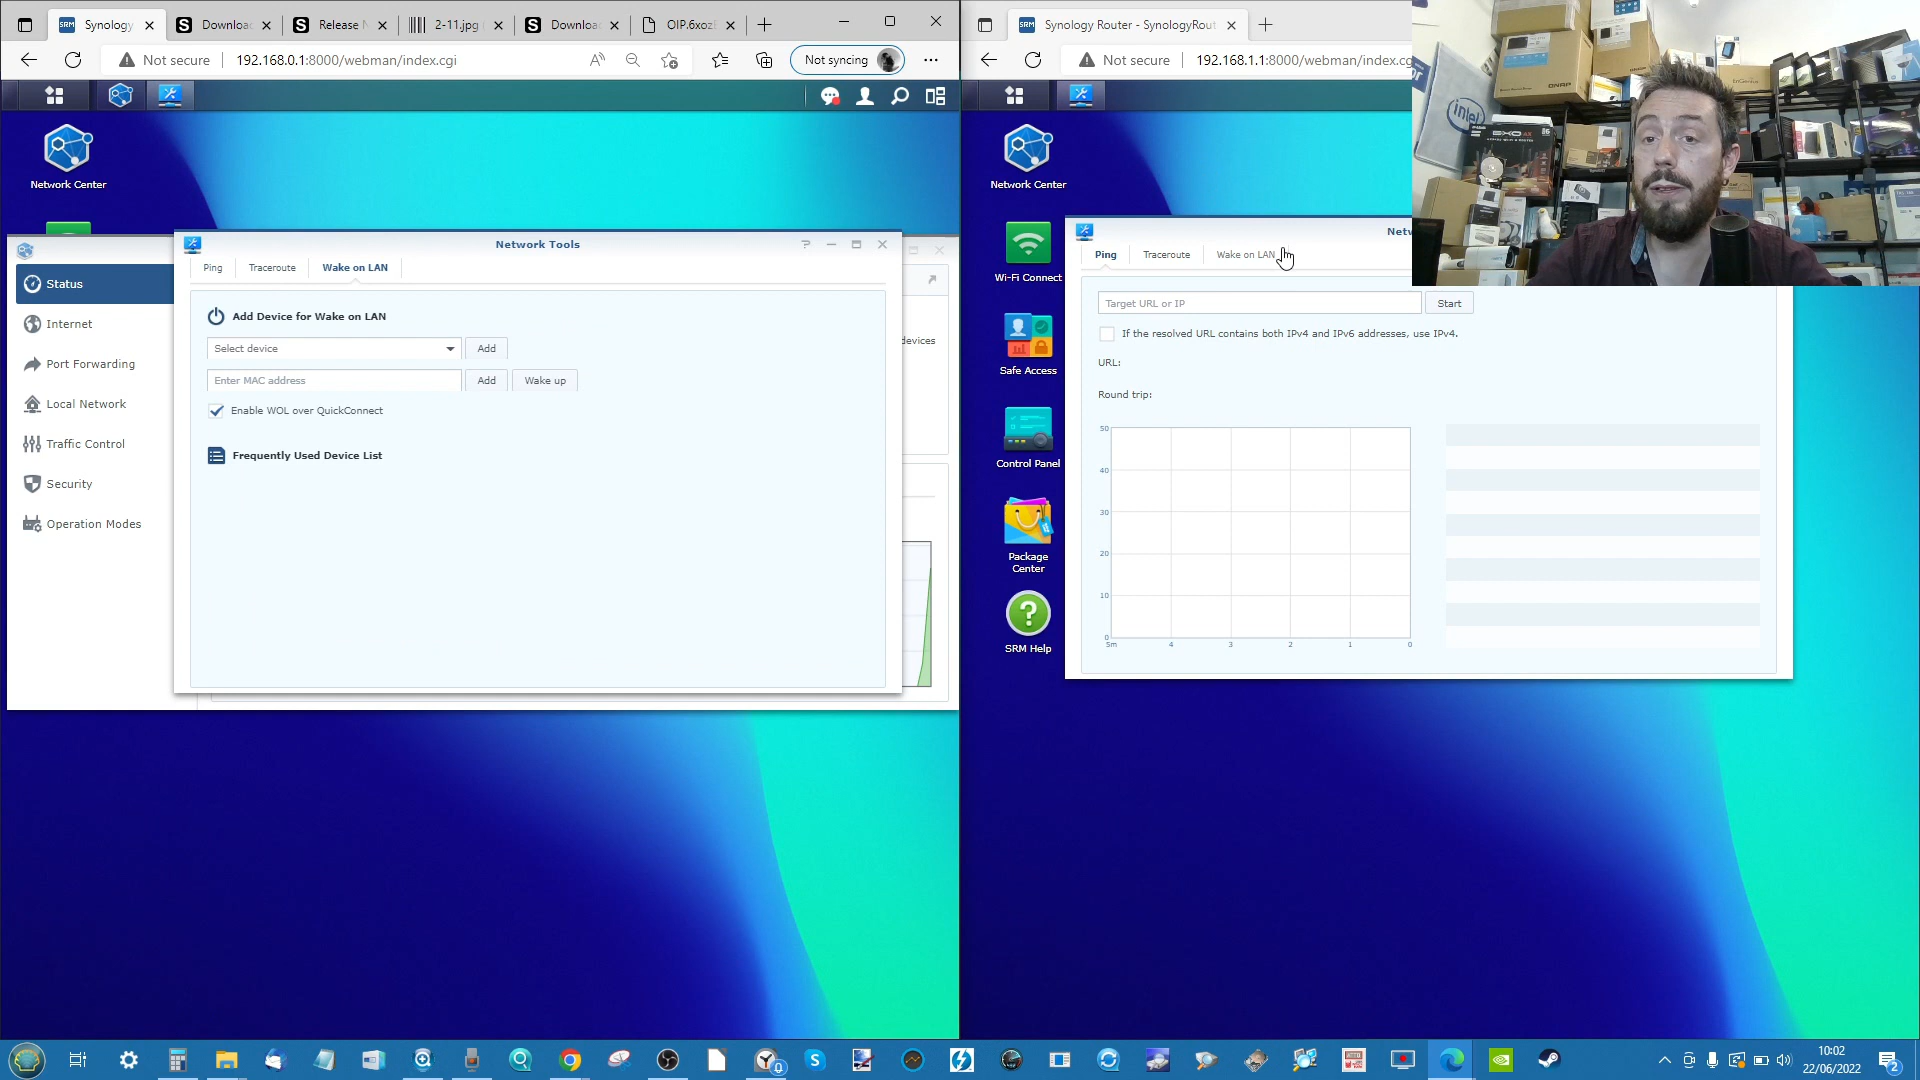 Synology
Downloa
Release N
2-11.jpg
Downloa
OIP.6xozl
Not secure
192.168.0.1:8000/webman/index.cgi
Not syncing
Network Center
Status
Internet
Port Forwarding
Local Network
Traffic Control
Security
Operation Modes
devices
Network Tools
Ping
Traceroute
Wake on LAN
Add Device for Wake on LAN
Select device
Add
Enter MAC address
Add
Wake up
Enable WOL over QuickConnect
Frequently Used Device List
SRM
Synology Router - SynologyRout
Not secure
192.168.1.1:8000/webman/index.cg
Network Center
Wi-Fi Connect
Safe Access
Control Panel
Package
Center
SRM Help
Netw
Ping
Traceroute
Wake on LAN
Target URL or IP
Start
If the resolved URL contains both IPv4 and IPv6 addresses, use IPv4.
URL:
Round trip:
50
40
30
20
10
0
5m
4
3
2
1
0
intel
QNAP
10:02
22/06/2022
2